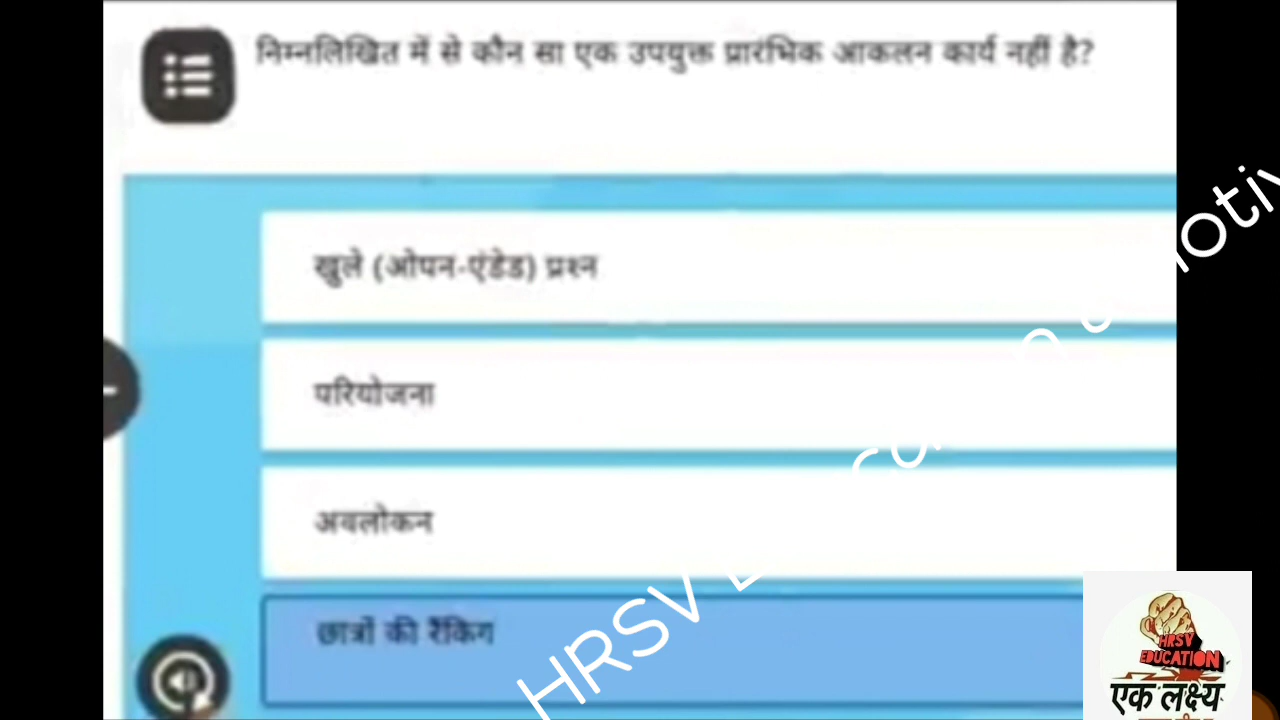 निम्नलिखित में से कौन सा एक उपयुक्त प्रारंभिक आकलन कार्य नहीं है?
खुले (ओपन-एंडेड) प्रश्न
परियोजना
अवलोकन
छात्रों की रैंकिंग
HRSV
HRSV
EDUCATION
एक लक्ष्य